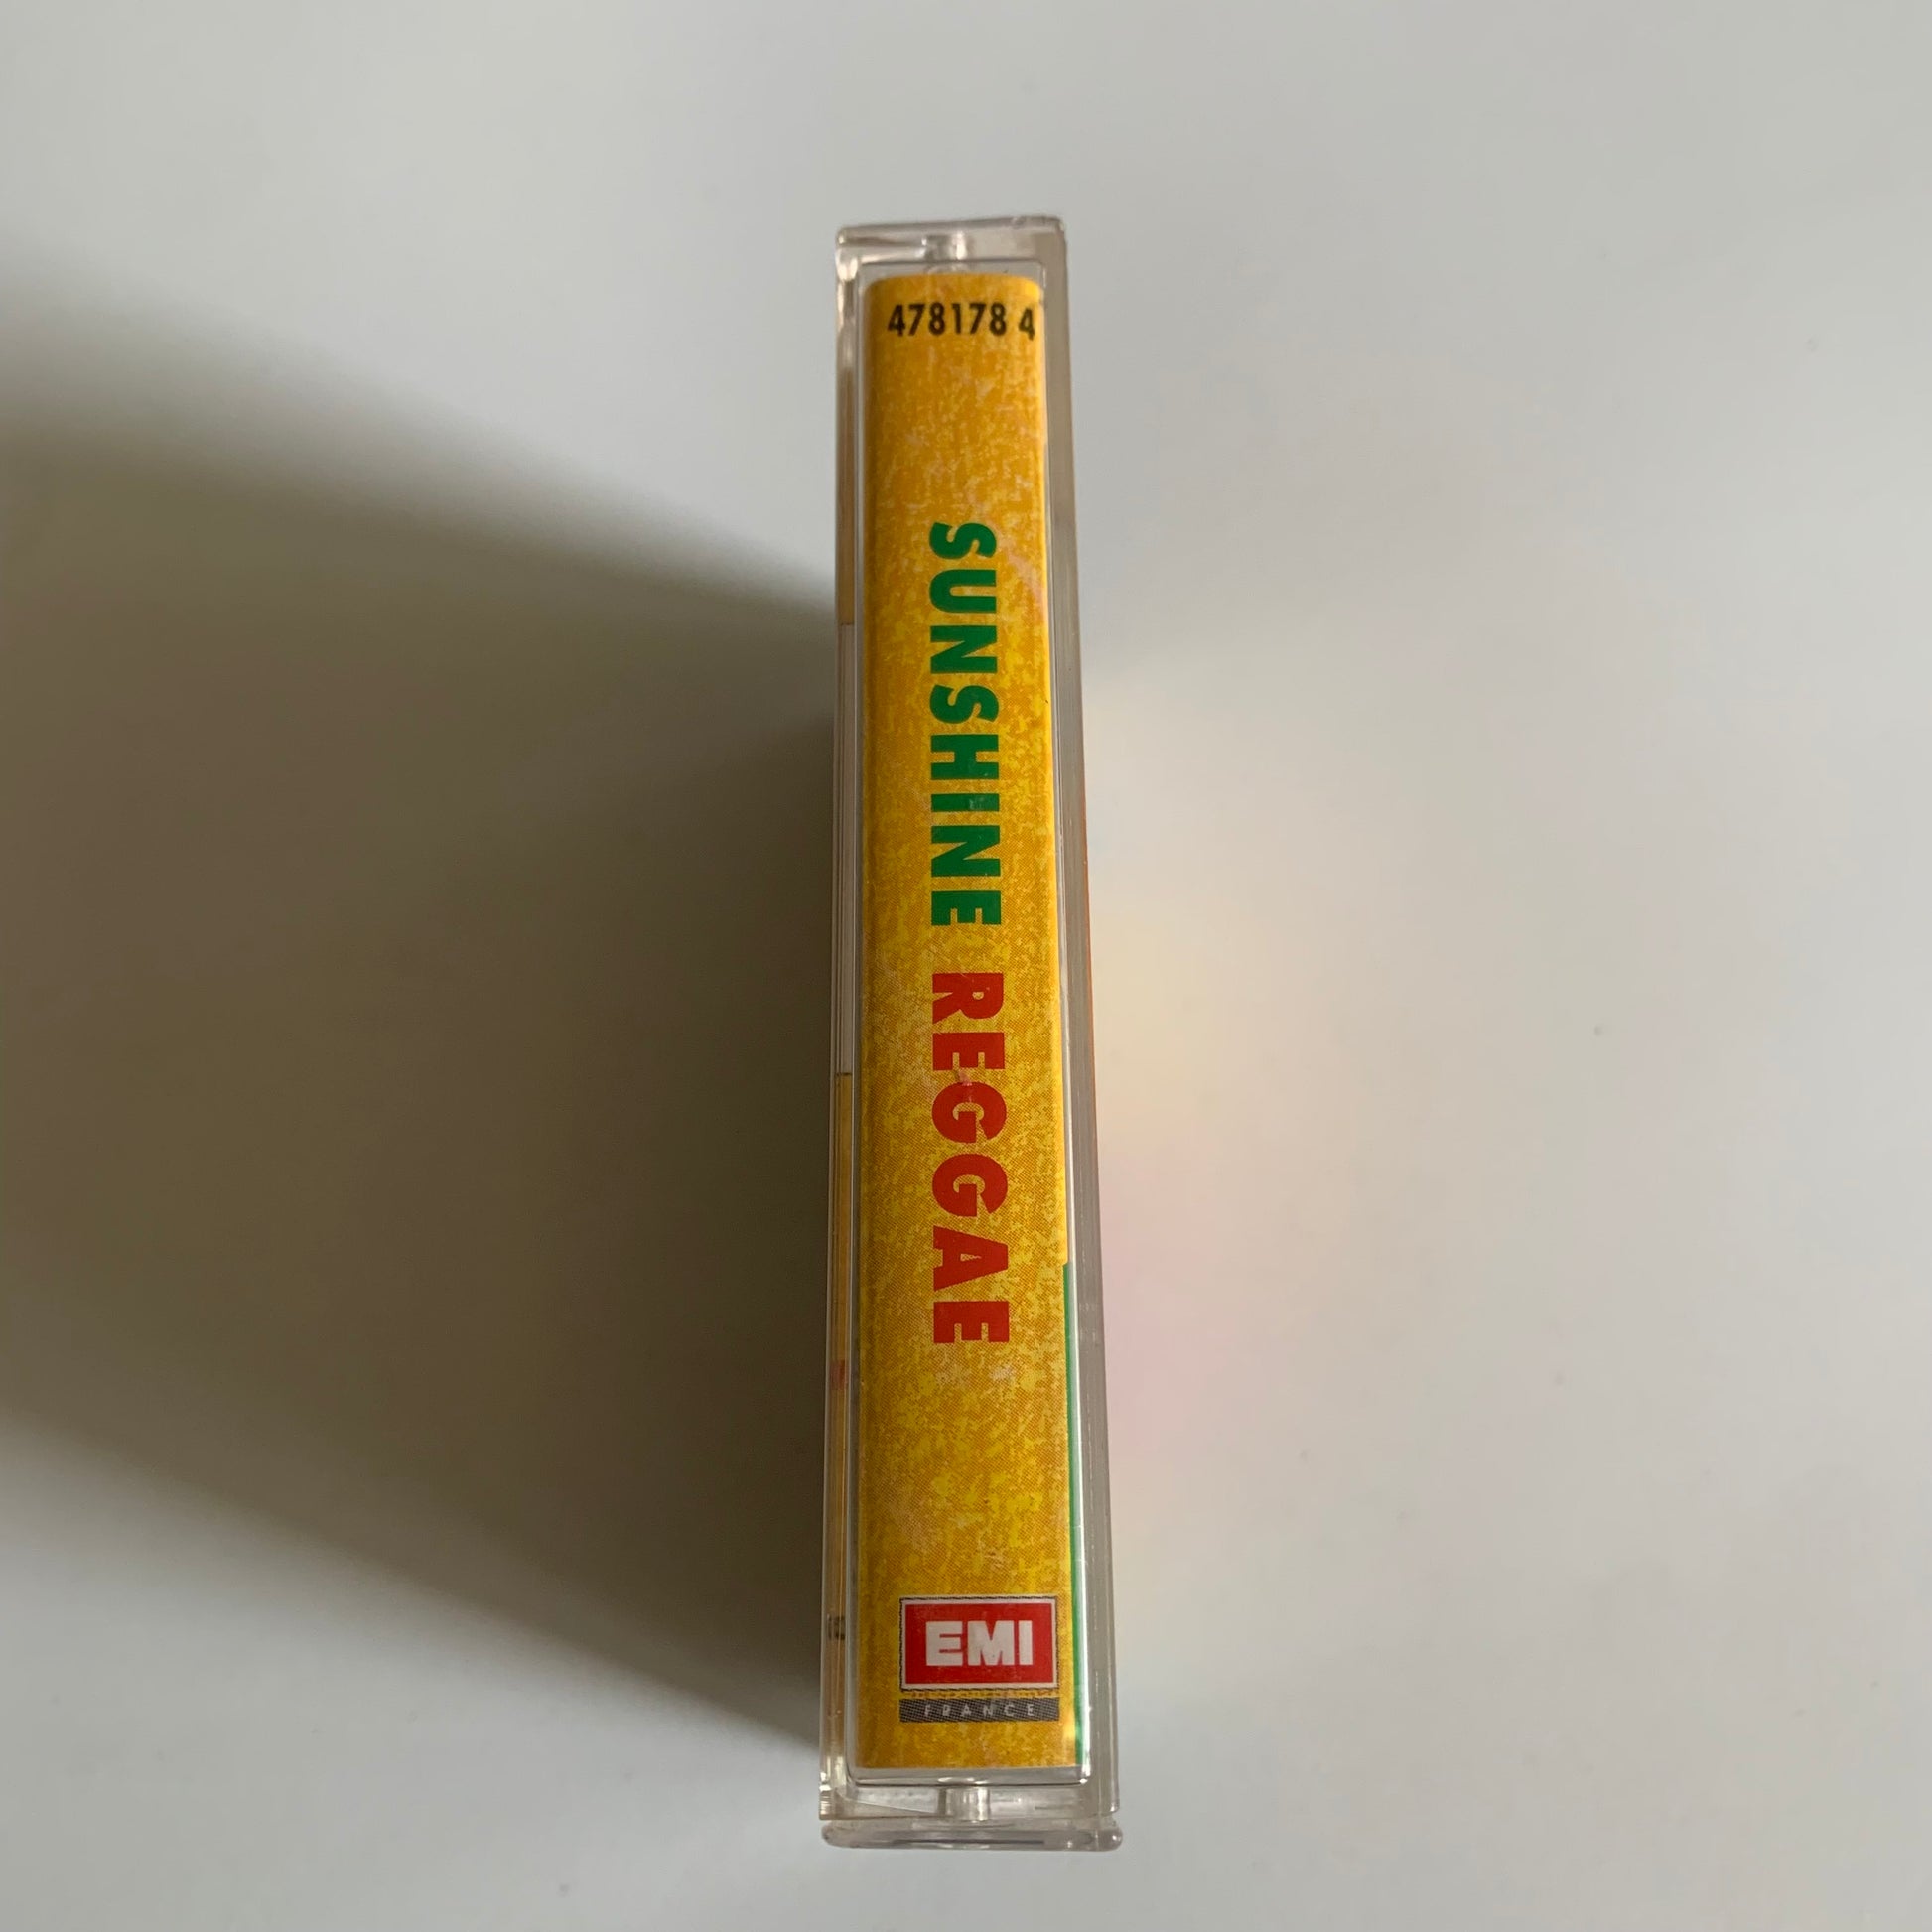 478178 4
SUNSHINE REGGAE
EMI
FRANCE